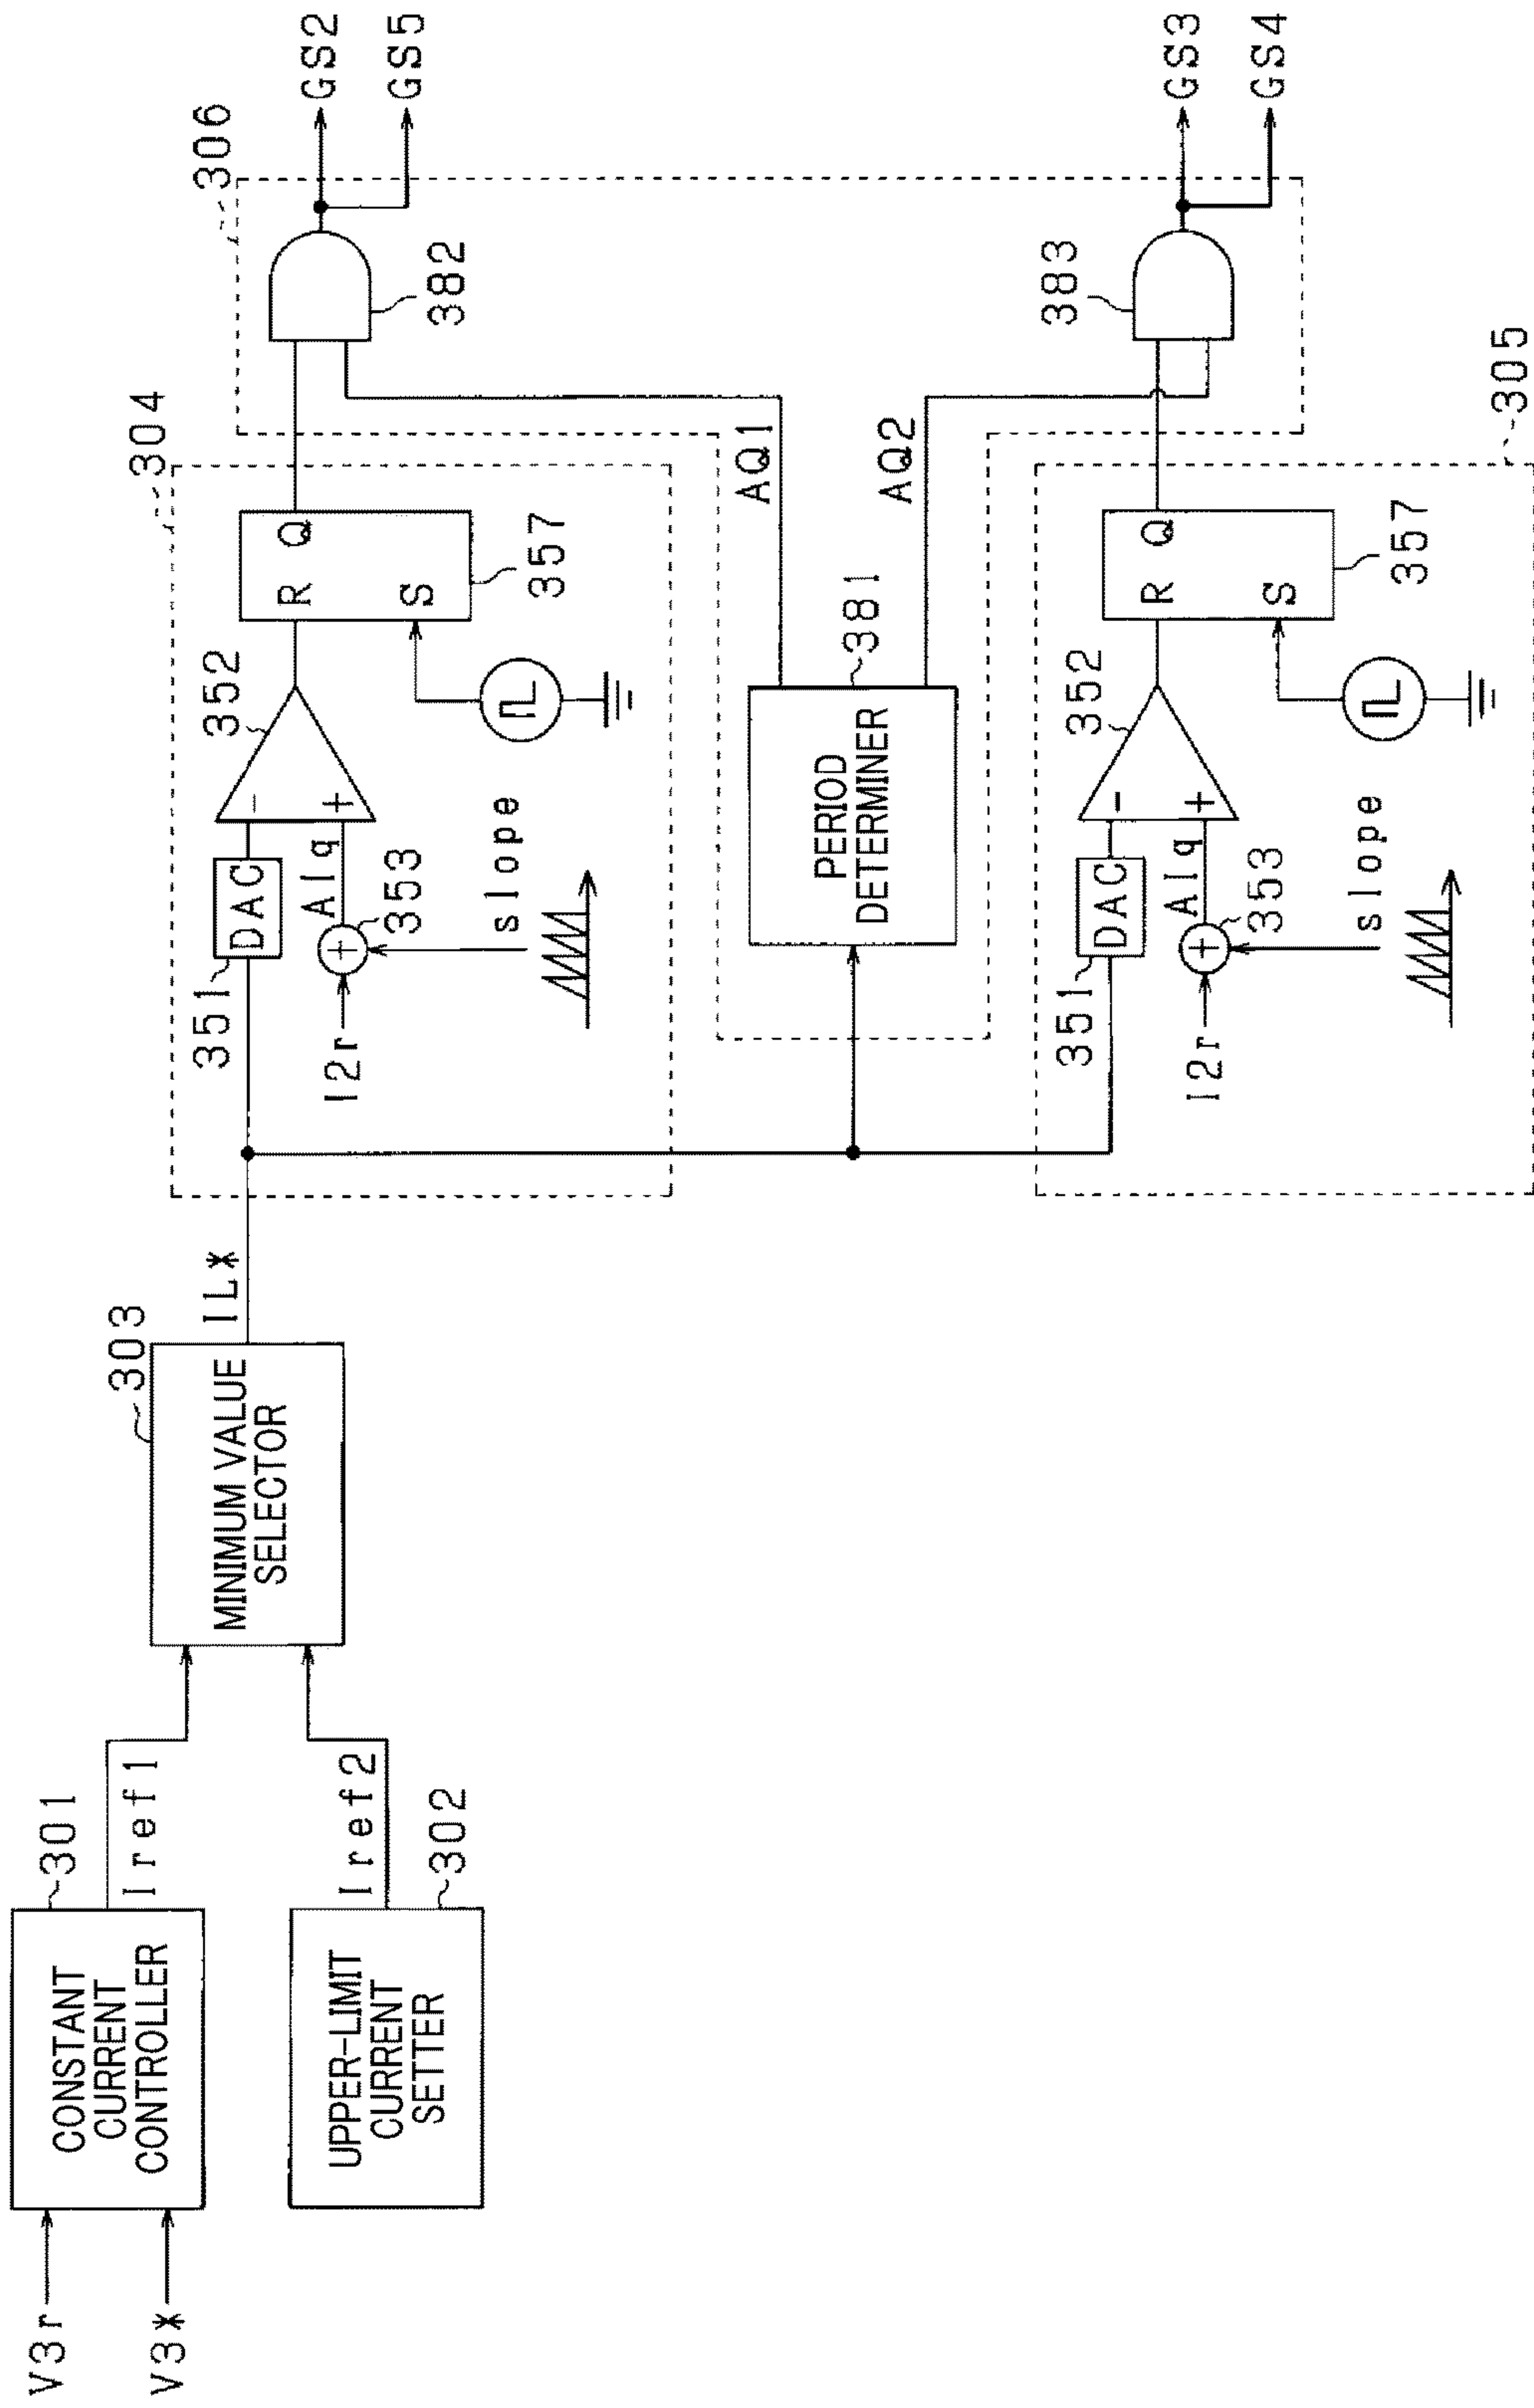 V3r
V3*
CONSTANT
CURRENT
CONTROLLER
301
Iref1
UPPER-LIMIT
CURRENT
SETTER
302
Iref2
MINIMUM VALUE
SELECTOR
303
IL*
304
351
DAC
I2r
AIq
353
slope
-
+
352
R
Q
S
357
306
382
GS2
GS5
PERIOD
DETERMINER
381
AQ1
AQ2
305
351
DAC
I2r
AIq
353
slope
-
+
352
R
Q
S
357
383
GS3
GS4